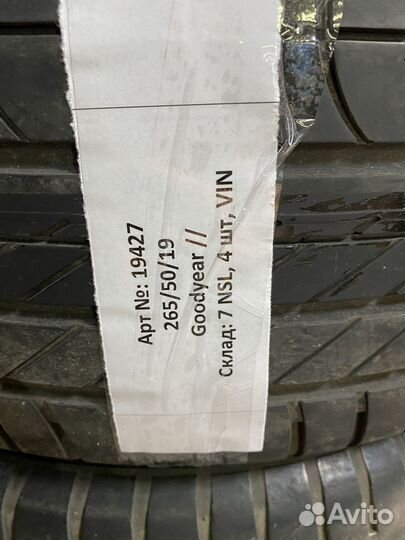 Арт №: 19427
265/50/19
Goodyear //
Склад: 7 NSL, 4 шт, VIN
Avito